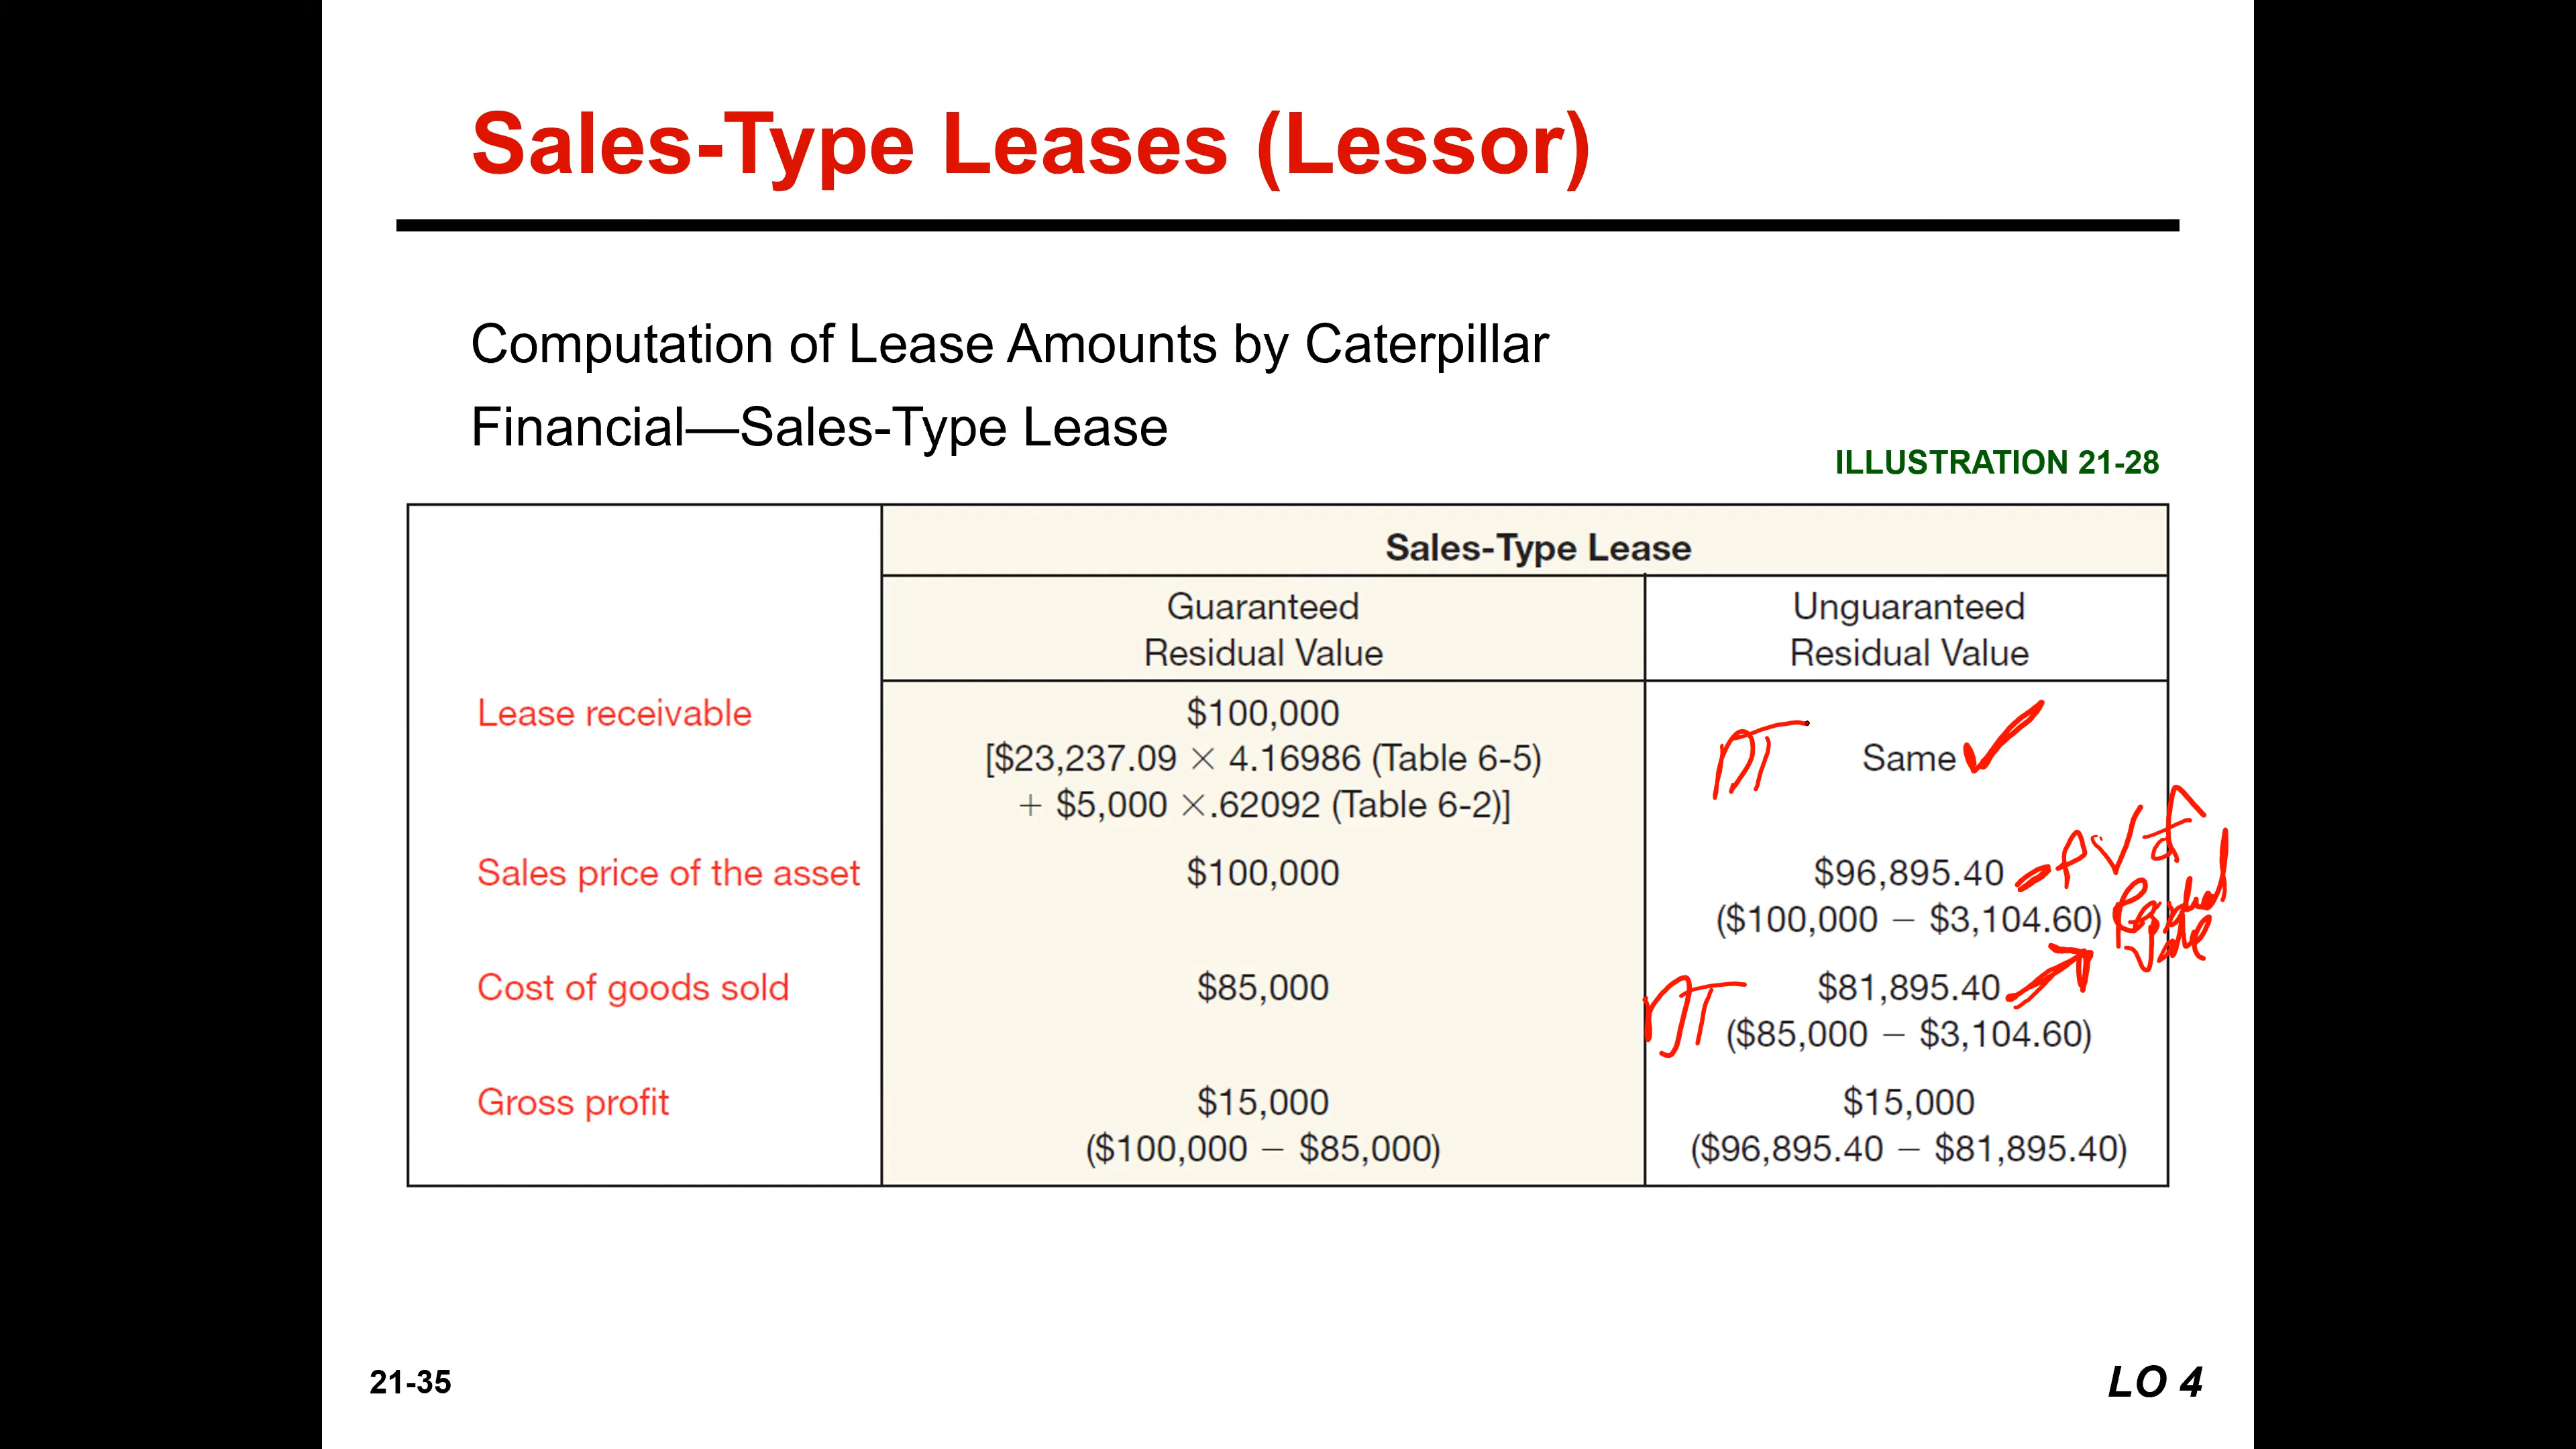 Sales-Type Leases (Lessor)
Computation of Lease Amounts by Caterpillar
Financial—Sales-Type Lease
ILLUSTRATION 21-28
Sales-Type Lease
Guaranteed
Residual Value
Unguaranteed
Residual Value
Lease receivable
$100,000
[$23,237.09 × 4.16986 (Table 6-5)
+ $5,000 ×.62092 (Table 6-2)]
Same
Sales price of the asset
$100,000
$96,895.40
($100,000 – $3,104.60)
PV of
Residual
Cost of goods sold
$85,000
$81,895.40
($85,000 – $3,104.60)
Gross profit
$15,000
($100,000 – $85,000)
$15,000
($96,895.40 – $81,895.40)
21-35
LO 4